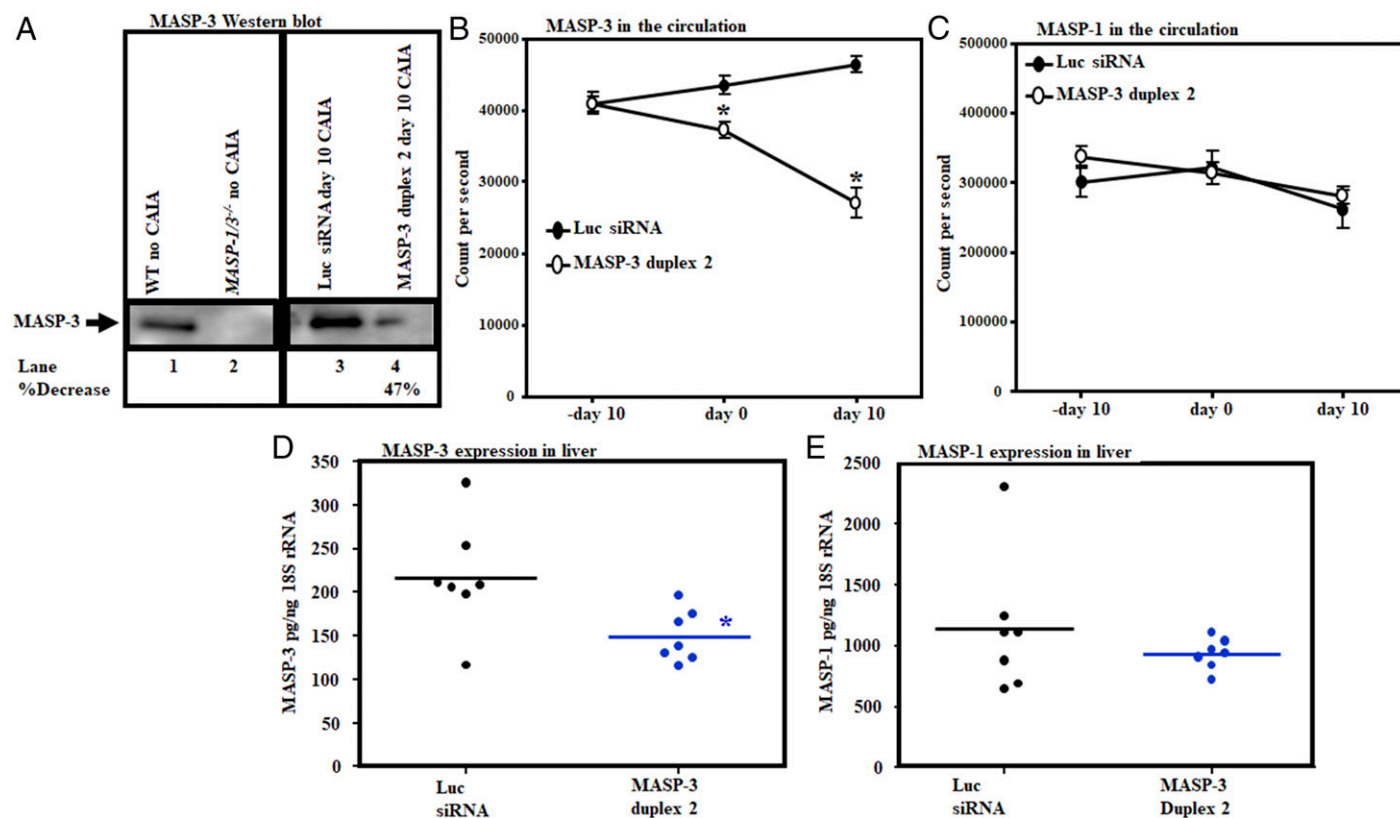 A
MASP-3 Western blot
WT no CAIA
MASP-1/3-/- no CAIA
Luc siRNA day 10 CAIA
MASP-3 duplex 2 day 10 CAIA
MASP-3
Lane 1 2 3 4
%Decrease 47%
B
MASP-3 in the circulation
Count per second
50000
40000
30000
20000
10000
0
*
*
Luc siRNA
MASP-3 duplex 2
-day 10 day 0 day 10
C
MASP-1 in the circulation
Count per second
500000
400000
300000
200000
100000
0
Luc siRNA
MASP-3 duplex 2
-day 10 day 0 day 10
D
MASP-3 expression in liver
MASP-3 pg/ng 18S rRNA
350
300
250
200
150
100
50
0
*
Luc
siRNA
MASP-3
duplex 2
E
MASP-1 expression in liver
MASP-1 pg/ng 18S rRNA
2500
2000
1500
1000
500
0
Luc
siRNA
MASP-3
Duplex 2